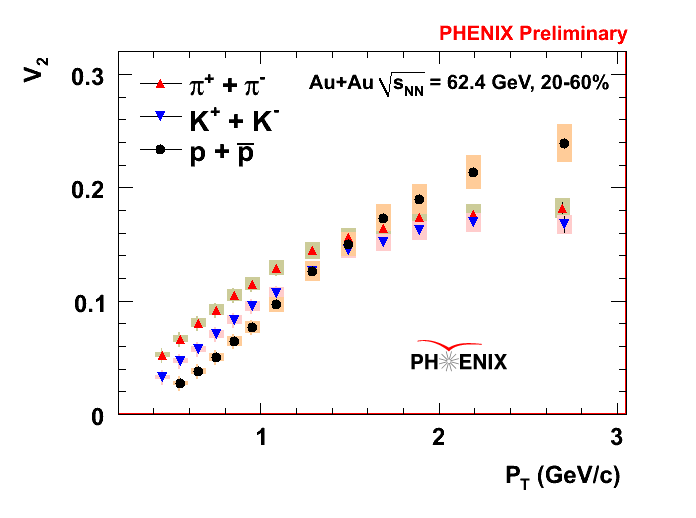 PHENIX Preliminary
V₂
0.3
π⁺ + π⁻
Au+Au √sNN = 62.4 GeV, 20-60%
K⁺ + K⁻
p + p̅
0.2
0.1
PHENIX
0
1
2
3
PT (GeV/c)